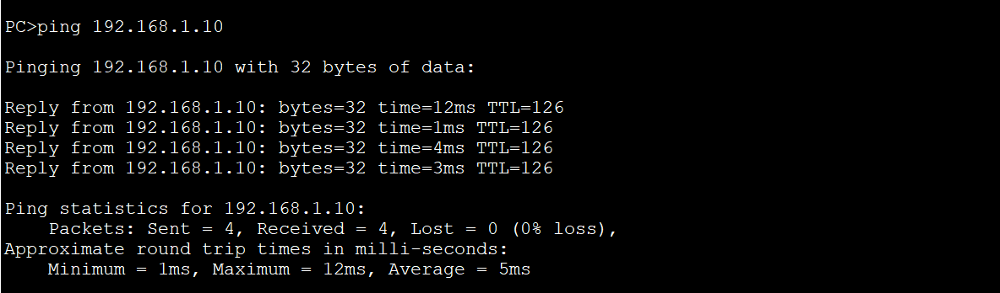 PC>ping 192.168.1.10
Pinging 192.168.1.10 with 32 bytes of data:
Reply from 192.168.1.10: bytes=32 time=12ms TTL=126
Reply from 192.168.1.10: bytes=32 time=1ms TTL=126
Reply from 192.168.1.10: bytes=32 time=4ms TTL=126
Reply from 192.168.1.10: bytes=32 time=3ms TTL=126
Ping statistics for 192.168.1.10:
    Packets: Sent = 4, Received = 4, Lost = 0 (0% loss),
Approximate round trip times in milli-seconds:
    Minimum = 1ms, Maximum = 12ms, Average = 5ms